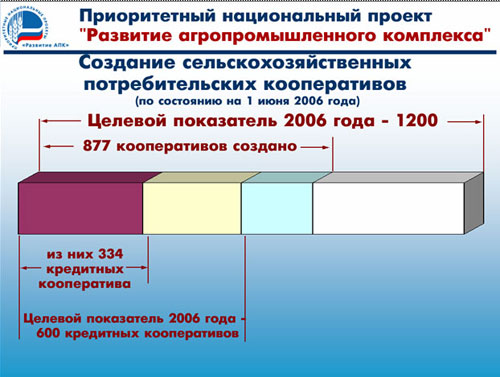 Приоритетный национальный проект
"Развитие агропромышленного комплекса"
«Развитие АПК»
Создание сельскохозяйственных
потребительских кооперативов
(по состоянию на 1 июня 2006 года)
Целевой показатель 2006 года - 1200
877 кооперативов создано
из них 334
кредитных
кооператива
Целевой показатель 2006 года -
600 кредитных кооперативов